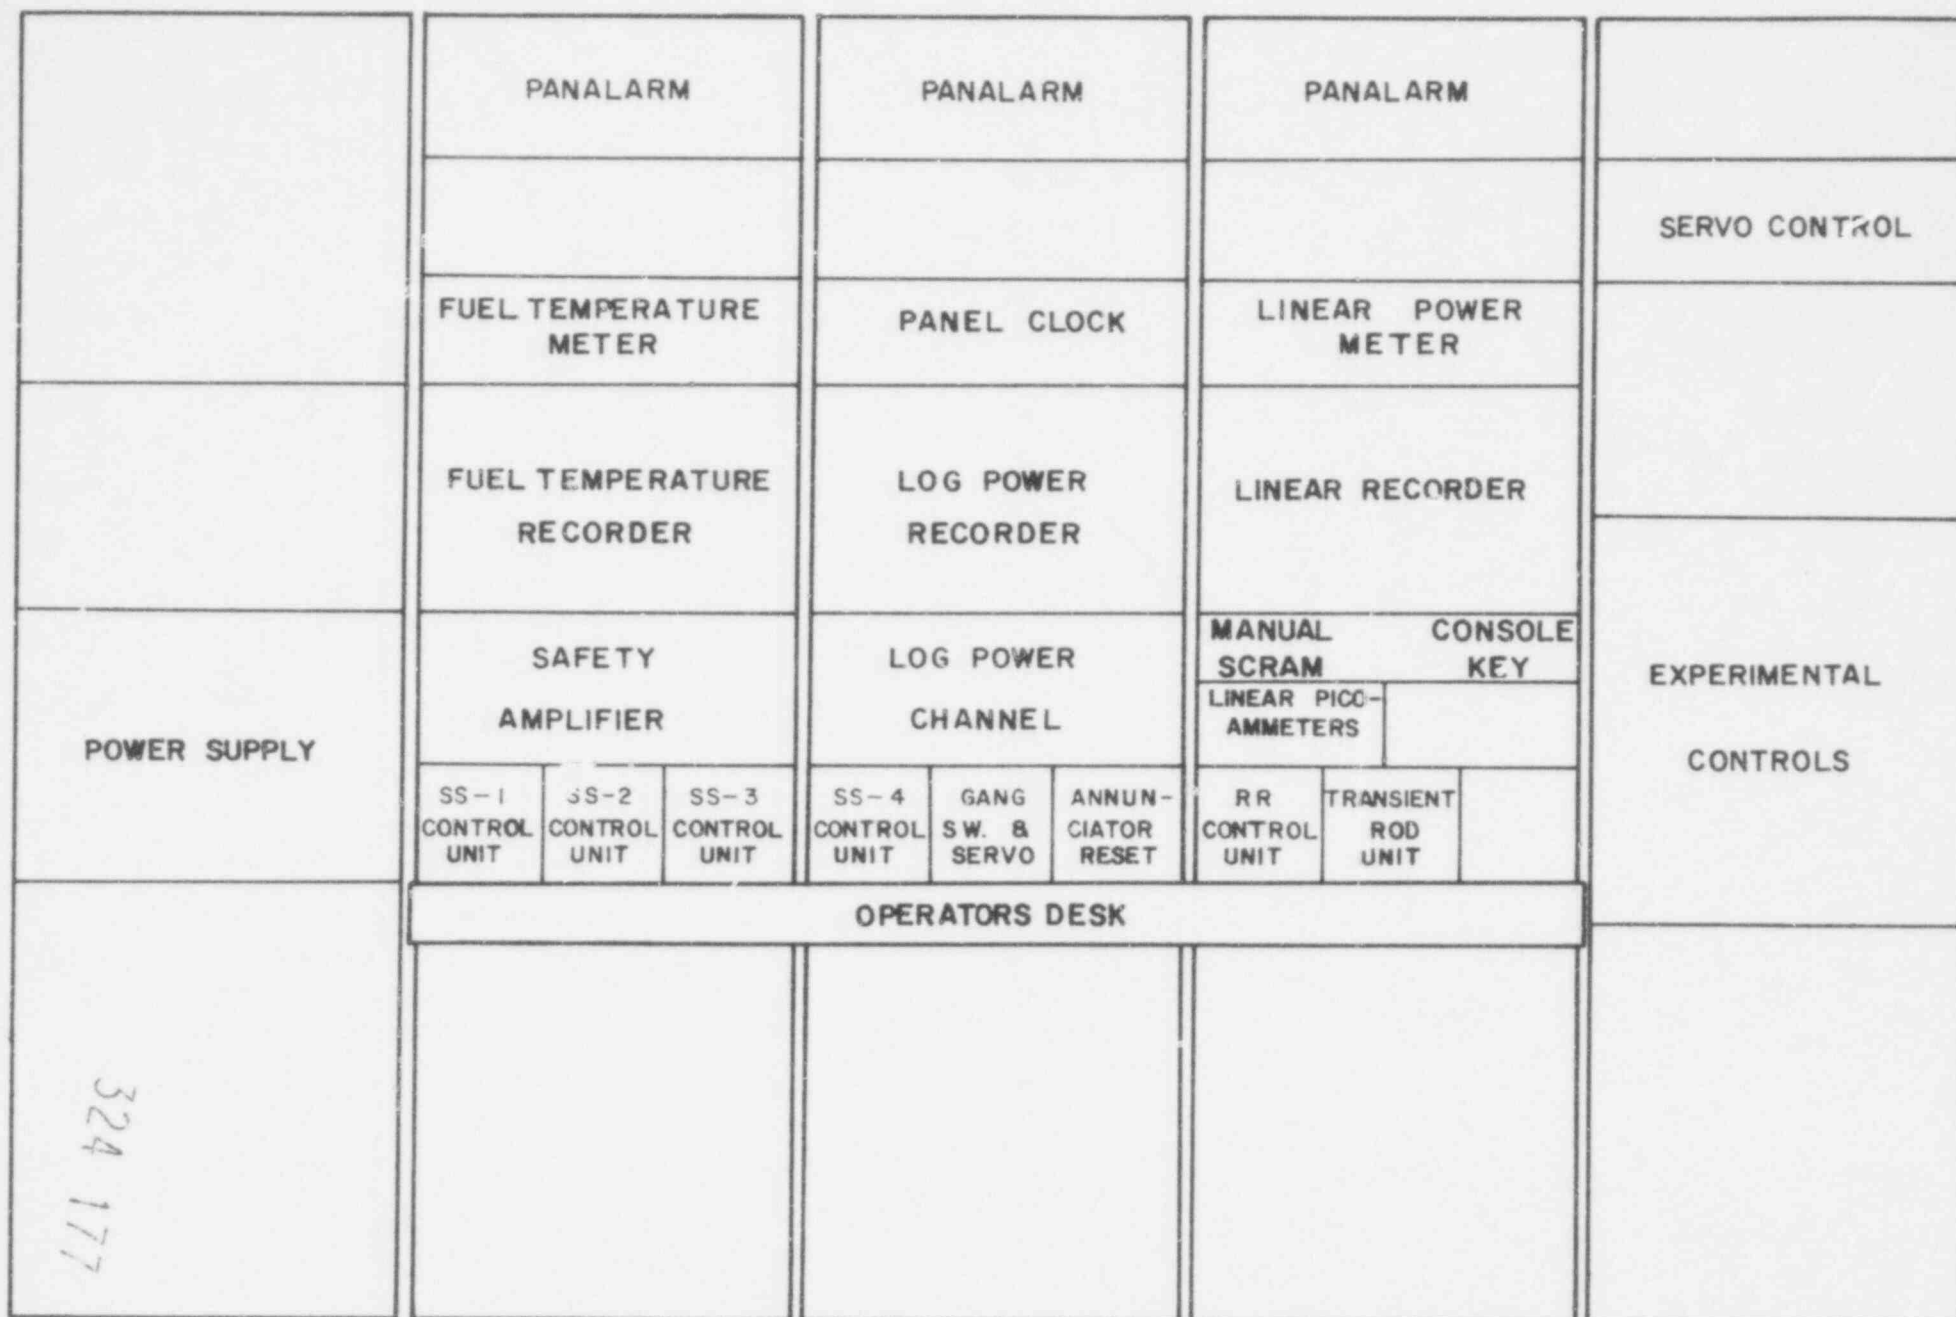 PANALARM
PANALARM
PANALARM
SERVO CONTROL
FUEL TEMPERATURE
METER
PANEL CLOCK
LINEAR POWER
METER
FUEL TEMPERATURE
RECORDER
LOG POWER
RECORDER
LINEAR RECORDER
POWER SUPPLY
SAFETY
AMPLIFIER
LOG POWER
CHANNEL
MANUAL
SCRAM
CONSOLE
KEY
LINEAR PICO-
AMMETERS
EXPERIMENTAL
CONTROLS
SS-1
CONTROL
UNIT
SS-2
CONTROL
UNIT
SS-3
CONTROL
UNIT
SS-4
CONTROL
UNIT
GANG
SW. &
SERVO
ANNUN-
CIATOR
RESET
RR
CONTROL
UNIT
TRANSIENT
ROD
UNIT
OPERATORS DESK
324 177